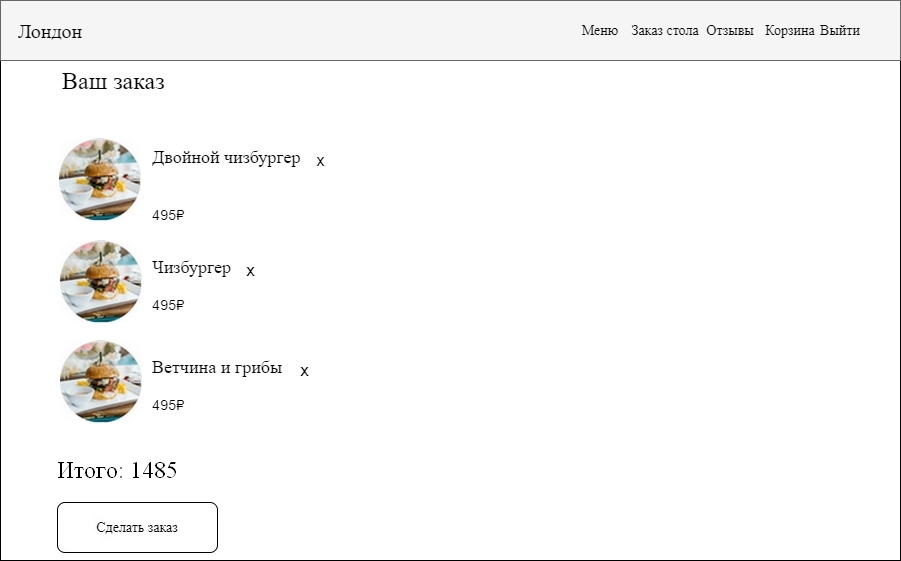 Лондон
Меню Заказ стола Отзывы Корзина Выйти
Ваш заказ
Двойной чизбургер x
495₽
Чизбургер x
495₽
Ветчина и грибы x
495₽
Итого: 1485
Сделать заказ